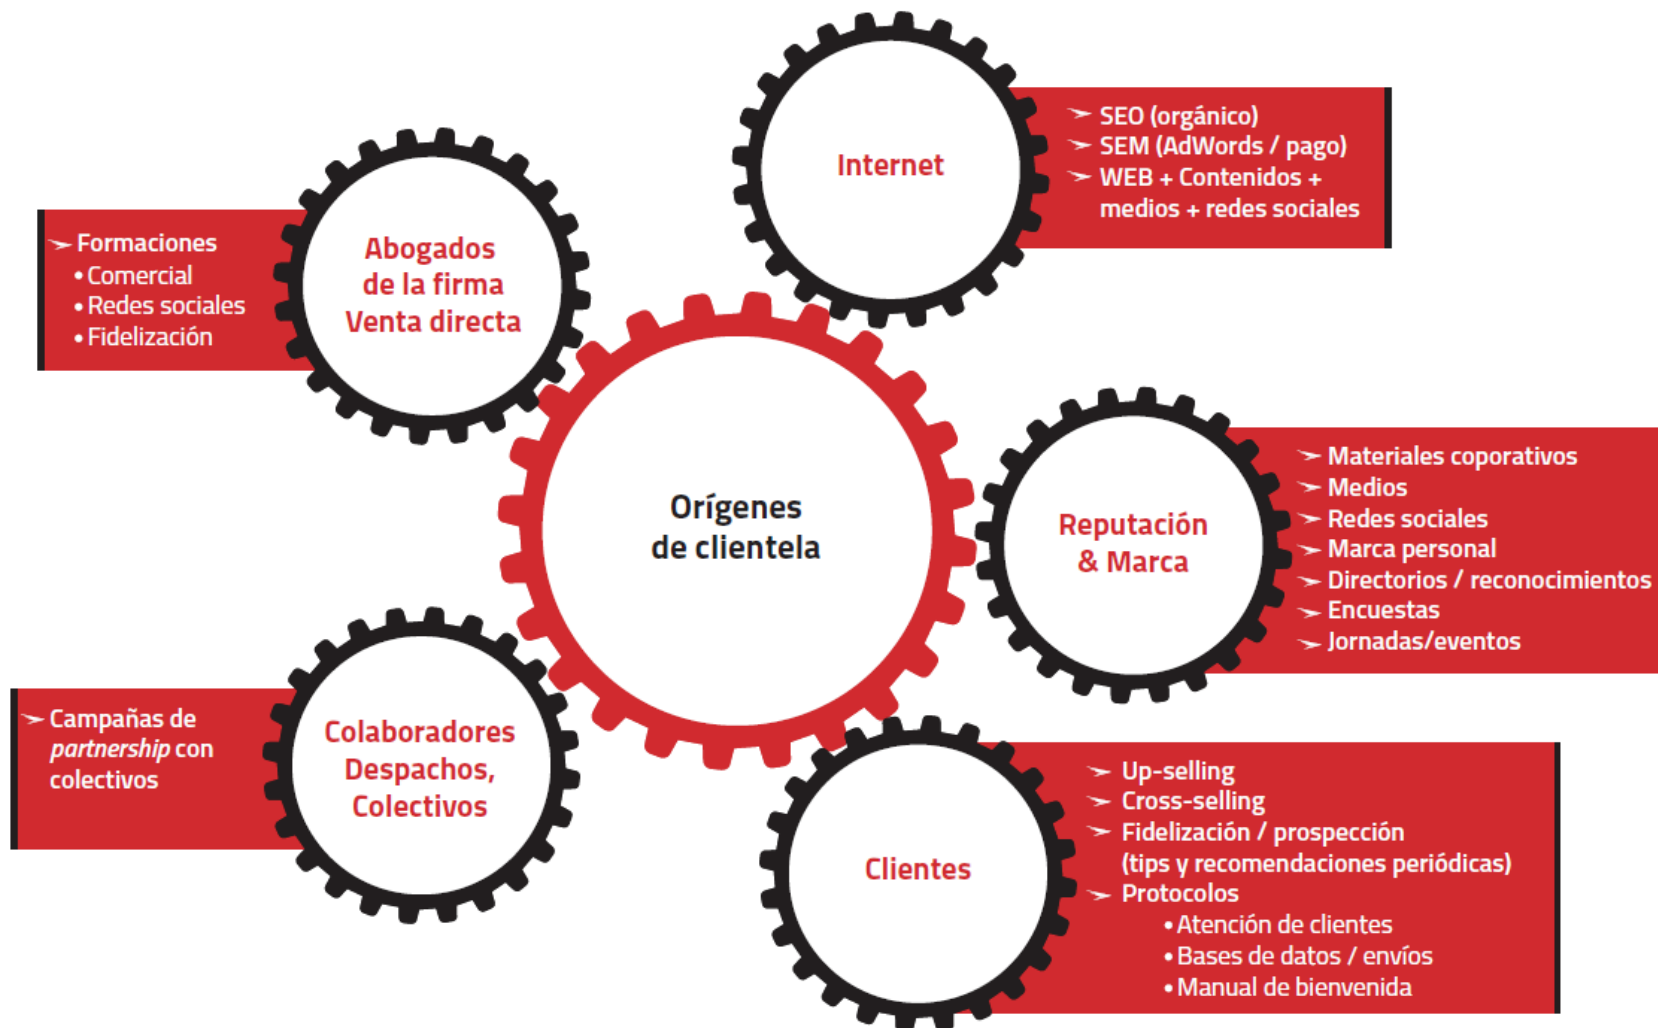 Internet
➢ SEO (orgánico)
➢ SEM (AdWords / pago)
➢ WEB + Contenidos +
medios + redes sociales
Abogados
de la firma
Venta directa
➢ Formaciones
• Comercial
• Redes sociales
• Fidelización
Orígenes
de clientela
Reputación
& Marca
➢ Materiales coporativos
➢ Medios
➢ Redes sociales
➢ Marca personal
➢ Directorios / reconocimientos
➢ Encuestas
➢ Jornadas/eventos
Colaboradores
Despachos,
Colectivos
➢ Campañas de
partnership con
colectivos
Clientes
➢ Up-selling
➢ Cross-selling
➢ Fidelización / prospección
(tips y recomendaciones periódicas)
➢ Protocolos
• Atención de clientes
• Bases de datos / envíos
• Manual de bienvenida